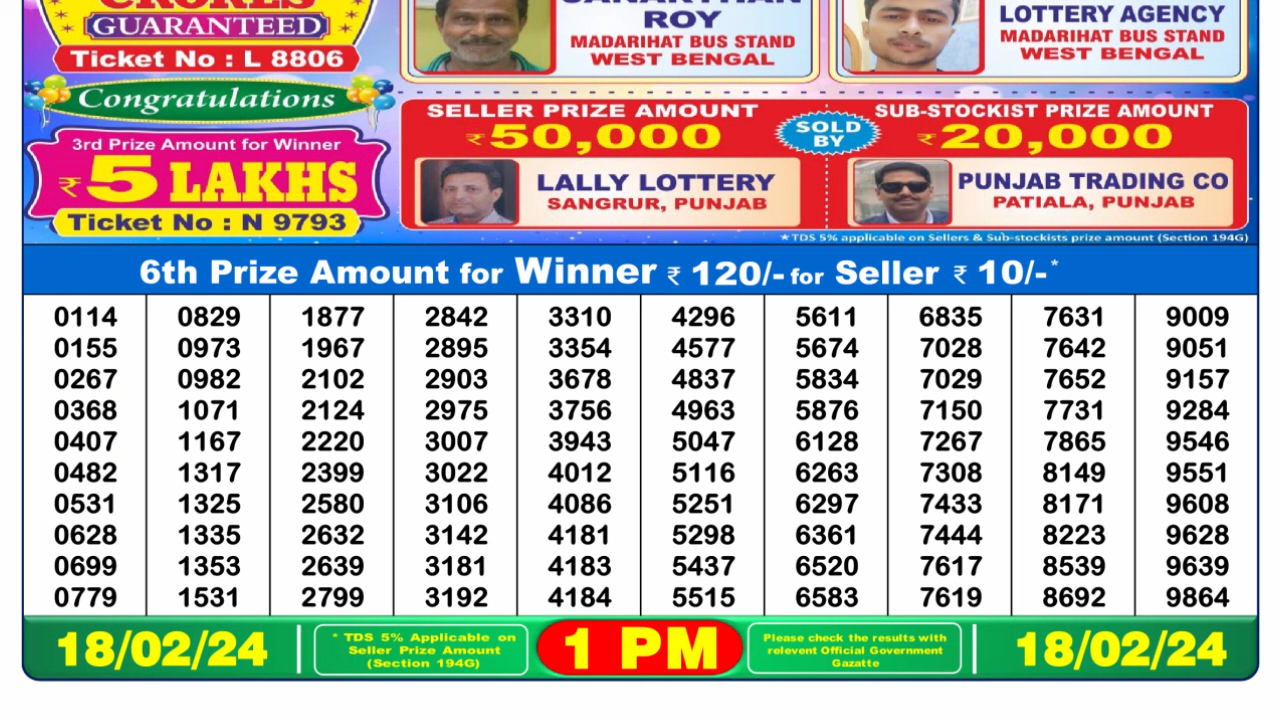 CRORES
GUARANTEED
Ticket No : L 8806
ROY
MADARIHAT BUS STAND
WEST BENGAL
LOTTERY AGENCY
MADARIHAT BUS STAND
WEST BENGAL
Congratulations
3rd Prize Amount for Winner
₹ 5 LAKHS
Ticket No : N 9793
SELLER PRIZE AMOUNT
₹ 50,000
SOLD
BY
SUB-STOCKIST PRIZE AMOUNT
₹ 20,000
LALLY LOTTERY
SANGRUR, PUNJAB
PUNJAB TRADING CO
PATIALA, PUNJAB
★TDS 5% applicable on Sellers & Sub-stockists prize amount (Section 194G)
6th Prize Amount for Winner ₹ 120/- for Seller ₹ 10/-*
0114 0829 1877 2842 3310 4296 5611 6835 7631 9009
0155 0973 1967 2895 3354 4577 5674 7028 7642 9051
0267 0982 2102 2903 3678 4837 5834 7029 7652 9157
0368 1071 2124 2975 3756 4963 5876 7150 7731 9284
0407 1167 2220 3007 3943 5047 6128 7267 7865 9546
0482 1317 2399 3022 4012 5116 6263 7308 8149 9551
0531 1325 2580 3106 4086 5251 6297 7433 8171 9608
0628 1335 2632 3142 4181 5298 6361 7444 8223 9628
0699 1353 2639 3181 4183 5437 6520 7617 8539 9639
0779 1531 2799 3192 4184 5515 6583 7619 8692 9864
18/02/24
* TDS 5% Applicable on
Seller Prize Amount
(Section 194G)
1 PM
Please check the results with
relevent Official Government
Gazatte
18/02/24